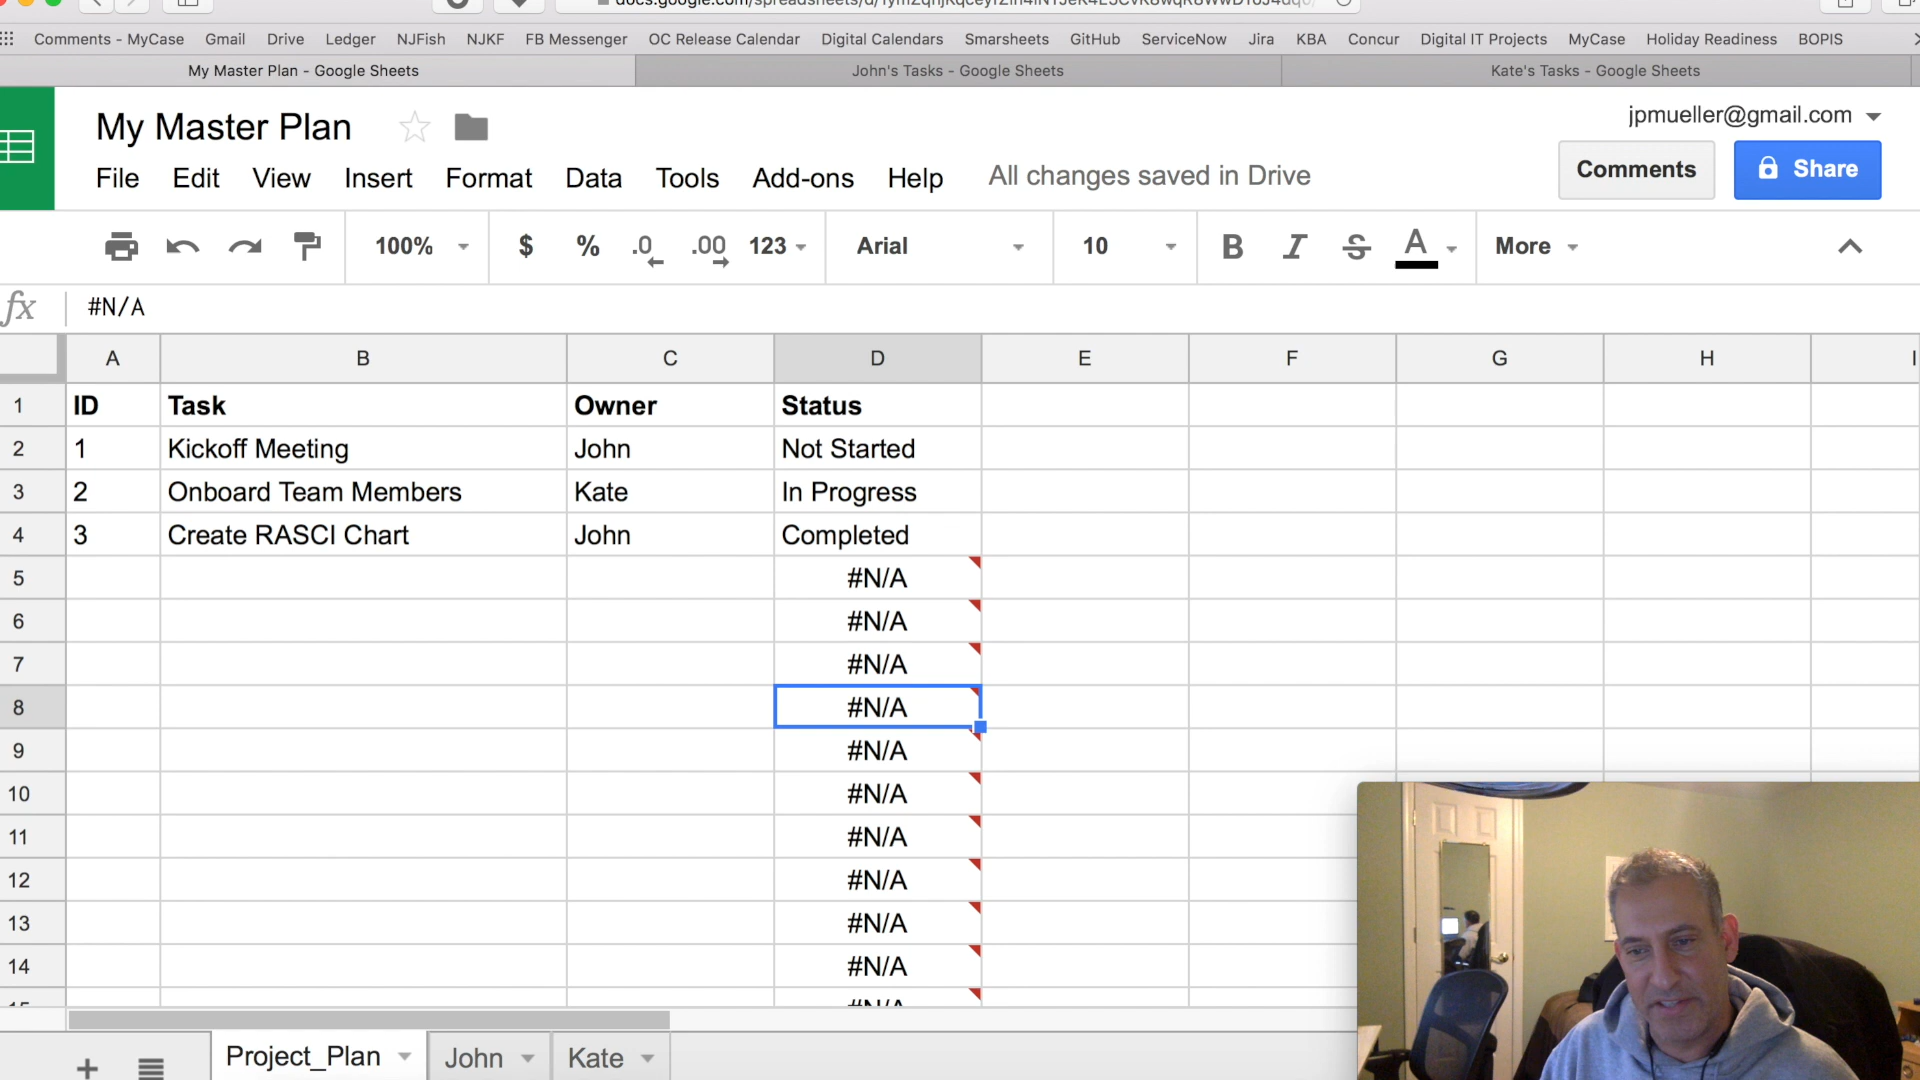 Comments - MyCase Gmail Drive Ledger NJFish NJKF FB Messenger OC Release Calendar Digital Calendars Smarsheets GitHub ServiceNow Jira KBA Concur Digital IT Projects MyCase Holiday Readiness BOPIS
My Master Plan - Google Sheets John's Tasks - Google Sheets Kate's Tasks - Google Sheets
My Master Plan jpmueller@gmail.com
File Edit View Insert Format Data Tools Add-ons Help All changes saved in Drive Comments Share
100% $ % .0 .00 123 Arial 10 B I S A More
fx #N/A
A B C D E F G H I
1 ID Task Owner Status
2 1 Kickoff Meeting John Not Started
3 2 Onboard Team Members Kate In Progress
4 3 Create RASCI Chart John Completed
5 #N/A
6 #N/A
7 #N/A
8 #N/A
9 #N/A
10 #N/A
11 #N/A
12 #N/A
13 #N/A
14 #N/A
15 #N/A
Project_Plan John Kate